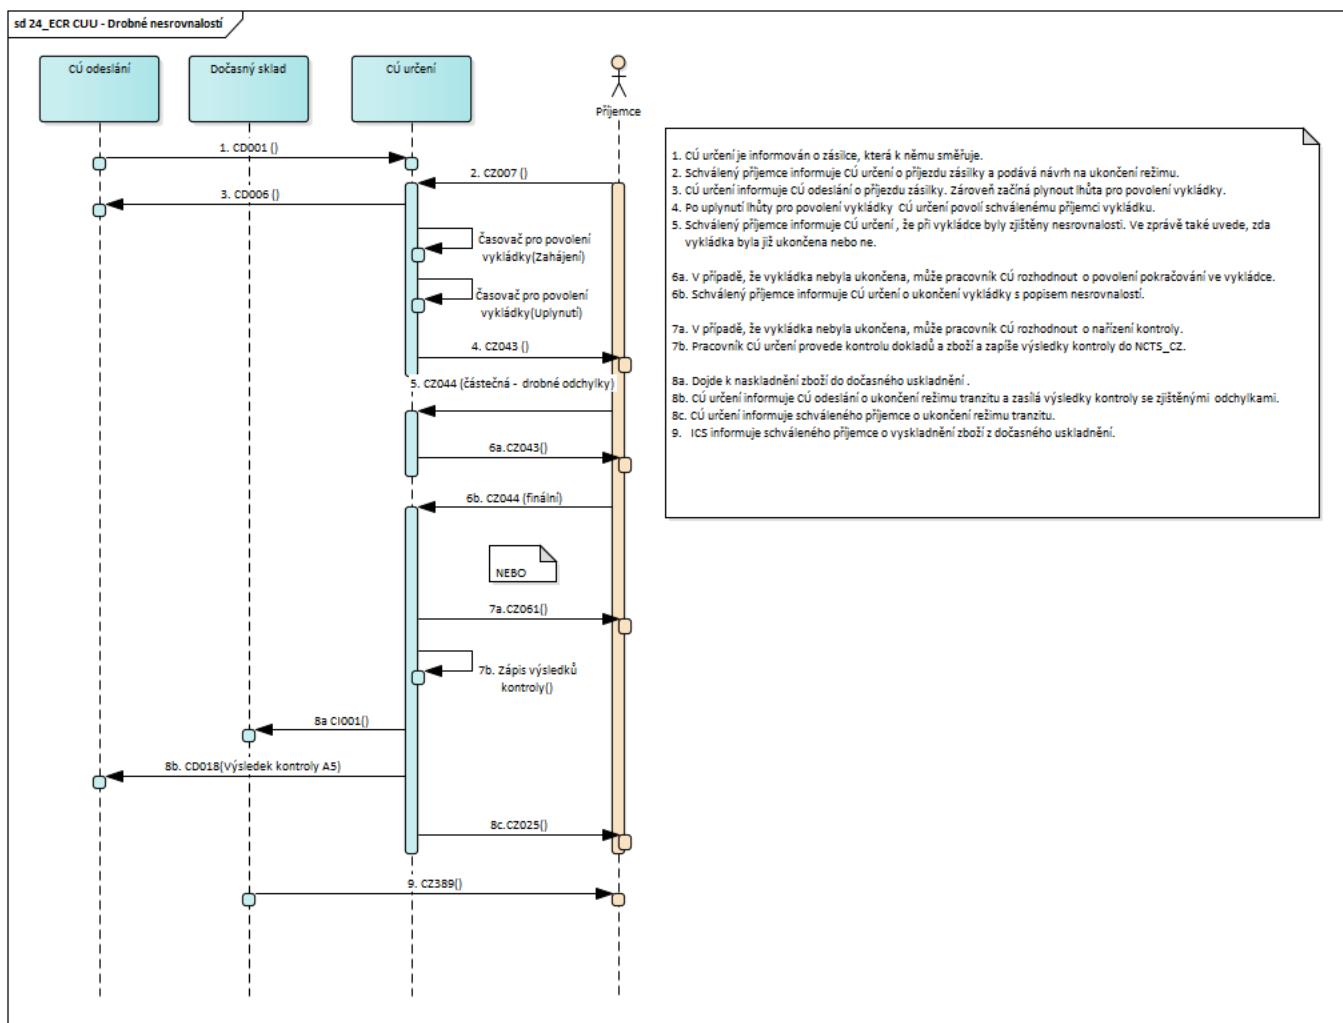 sd 24_ECR CUU - Drobné nesrovnalostí
CÚ odeslání
Dočasný sklad
CÚ určení
Příjemce
1. CD001 ()
2. CZ007 ()
3. CD006 ()
Časovač pro povolení
vykládky(Zahájení)
Časovač pro povolení
vykládky(Uplynutí)
4. CZ043 ()
5. CZ044 (částečná - drobné odchylky)
6a.CZ043()
6b. CZ044 (finální)
NEBO
7a.CZ061()
7b. Zápis výsledků
kontroly()
8a CI001()
8b. CD018(Výsledek kontroly A5)
8c.CZ025()
9. CZ389()
1. CÚ určení je informován o zásilce, která k němu směřuje.
2. Schválený příjemce informuje CÚ určení o příjezdu zásilky a podává návrh na ukončení režimu.
3. CÚ určení informuje CÚ odeslání o příjezdu zásilky. Zároveň začíná plynout lhůta pro povolení vykládky.
4. Po uplynutí lhůty pro povolení vykládky CÚ určení povolí schválenému příjemci vykládku.
5. Schválený příjemce informuje CÚ určení , že při vykládce byly zjištěny nesrovnalosti. Ve zprávě také uvede, zda
vykládka byla již ukončena nebo ne.
6a. V případě, že vykládka nebyla ukončena, může pracovník CÚ rozhodnout o povolení pokračování ve vykládce.
6b. Schválený příjemce informuje CÚ určení o ukončení vykládky s popisem nesrovnalostí.
7a. V případě, že vykládka nebyla ukončena, může pracovník CÚ rozhodnout o nařízení kontroly.
7b. Pracovník CÚ určení provede kontrolu dokladů a zboží a zapíše výsledky kontroly do NCTS_CZ.
8a. Dojde k naskladnění zboží do dočasného uskladnění .
8b. CÚ určení informuje CÚ odeslání o ukončení režimu tranzitu a zasílá výsledky kontroly se zjištěnými odchylkami.
8c. CÚ určení informuje schváleného příjemce o ukončení režimu tranzitu.
9. ICS informuje schváleného příjemce o vyskladnění zboží z dočasného uskladnění.